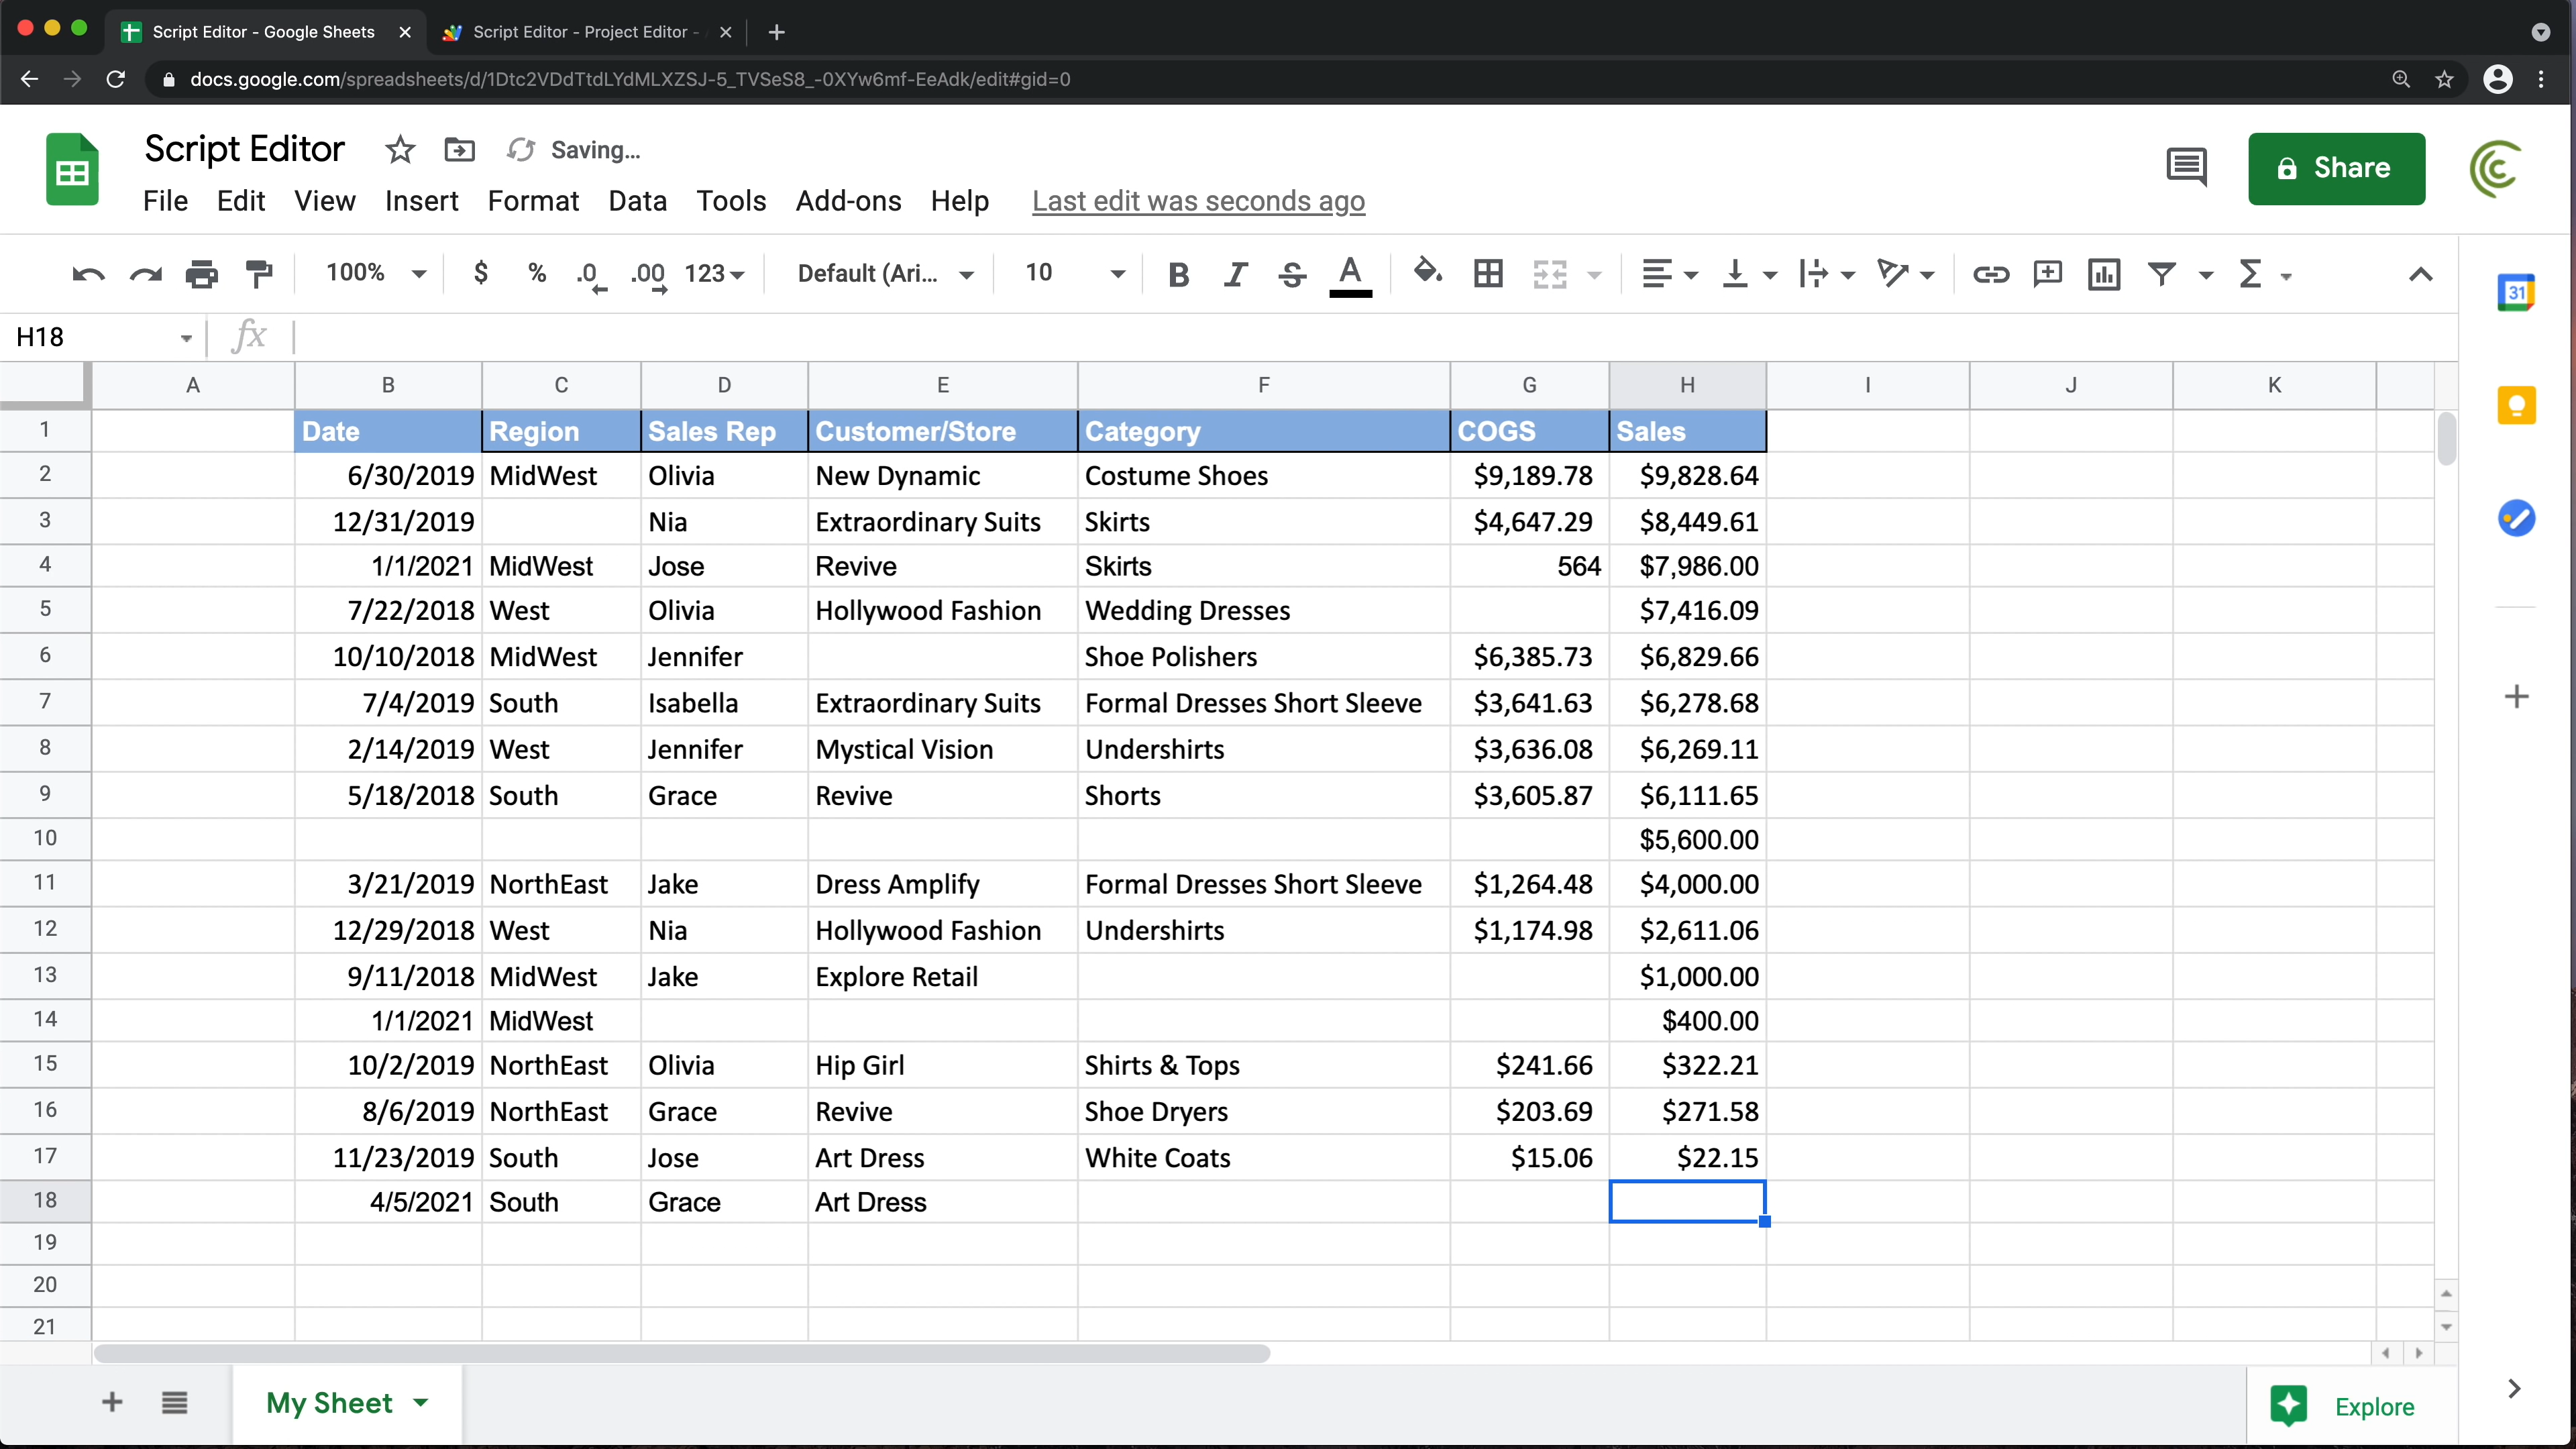 Script Editor - Google Sheets
Script Editor - Project Editor -
docs.google.com/spreadsheets/d/1Dtc2VDdTtdLYdMLXZSJ-5_TVSeS8_-0XYw6mf-EeAdk/edit#gid=0
Script Editor Saving...
Share
File Edit View Insert Format Data Tools Add-ons Help Last edit was seconds ago
100% $ % .0 .00 123 Default (Ari... 10 B I S A
31
H18 fx
A B C D E F G H I J K
1 Date Region Sales Rep Customer/Store Category COGS Sales
2 6/30/2019 MidWest Olivia New Dynamic Costume Shoes $9,189.78 $9,828.64
3 12/31/2019 Nia Extraordinary Suits Skirts $4,647.29 $8,449.61
4 1/1/2021 MidWest Jose Revive Skirts 564 $7,986.00
5 7/22/2018 West Olivia Hollywood Fashion Wedding Dresses $7,416.09
6 10/10/2018 MidWest Jennifer Shoe Polishers $6,385.73 $6,829.66
7 7/4/2019 South Isabella Extraordinary Suits Formal Dresses Short Sleeve $3,641.63 $6,278.68
8 2/14/2019 West Jennifer Mystical Vision Undershirts $3,636.08 $6,269.11
9 5/18/2018 South Grace Revive Shorts $3,605.87 $6,111.65
10 $5,600.00
11 3/21/2019 NorthEast Jake Dress Amplify Formal Dresses Short Sleeve $1,264.48 $4,000.00
12 12/29/2018 West Nia Hollywood Fashion Undershirts $1,174.98 $2,611.06
13 9/11/2018 MidWest Jake Explore Retail $1,000.00
14 1/1/2021 MidWest $400.00
15 10/2/2019 NorthEast Olivia Hip Girl Shirts & Tops $241.66 $322.21
16 8/6/2019 NorthEast Grace Revive Shoe Dryers $203.69 $271.58
17 11/23/2019 South Jose Art Dress White Coats $15.06 $22.15
18 4/5/2021 South Grace Art Dress
19
20
21
My Sheet
Explore